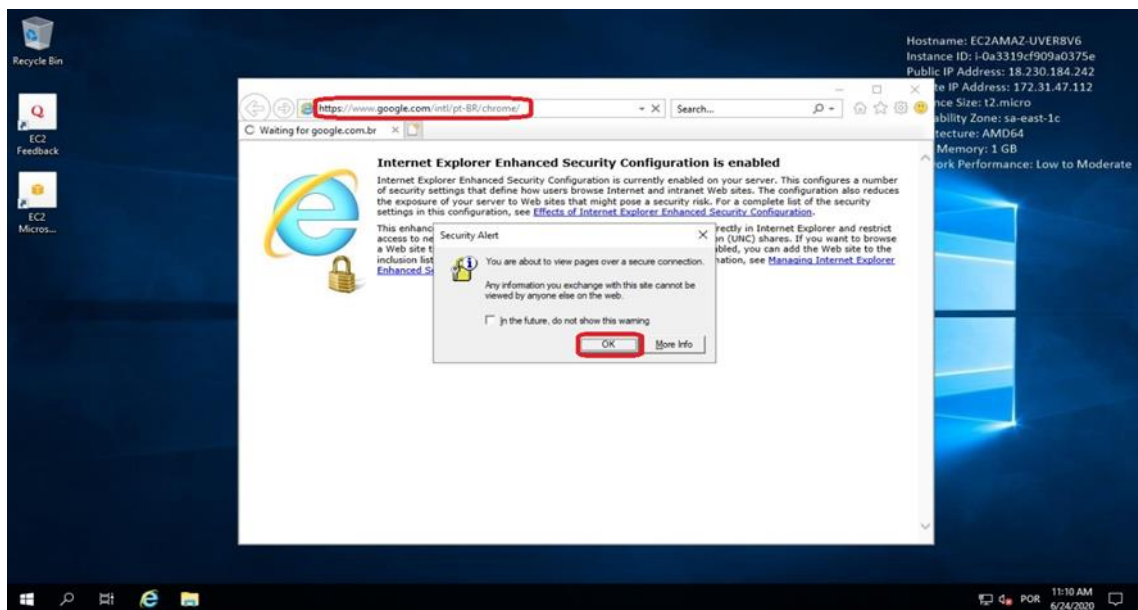 Recycle Bin
EC2
Feedback
EC2
Micros...
Hostname: EC2AMAZ-UVER8V6
Instance ID: i-0a3319cf909a0375e
Public IP Address: 18.230.184.242
te IP Address: 172.31.47.112
nce Size: t2.micro
ability Zone: sa-east-1c
tecture: AMD64
Memory: 1 GB
ork Performance: Low to Moderate
https://www.google.com/intl/pt-BR/chrome/
Search...
Waiting for google.com.br
Internet Explorer Enhanced Security Configuration is enabled
Internet Explorer Enhanced Security Configuration is currently enabled on your server. This configures a number
of security settings that define how users browse Internet and intranet Web sites. The configuration also reduces
the exposure of your server to Web sites that might pose a security risk. For a complete list of the security
settings in this configuration, see Effects of Internet Explorer Enhanced Security Configuration.
This enhanc rectly in Internet Explorer and restrict
access to ne on (UNC) shares. If you want to browse
a Web site t bled, you can add the Web site to the
inclusion list mation, see Managing Internet Explorer
Enhanced Se
Security Alert
You are about to view pages over a secure connection.
Any information you exchange with this site cannot be
viewed by anyone else on the web.
In the future, do not show this warning
OK
More Info
POR
11:10 AM
6/24/2020